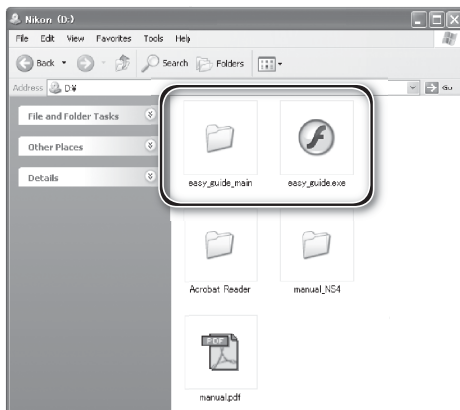 Nikon (D:)
File Edit View Favorites Tools Help
Back Search Folders
Address D:¥ Go
File and Folder Tasks
Other Places
Details
easy_guide_main easy_guide.exe
Acrobat Reader manual_NS4
PDF
manual.pdf